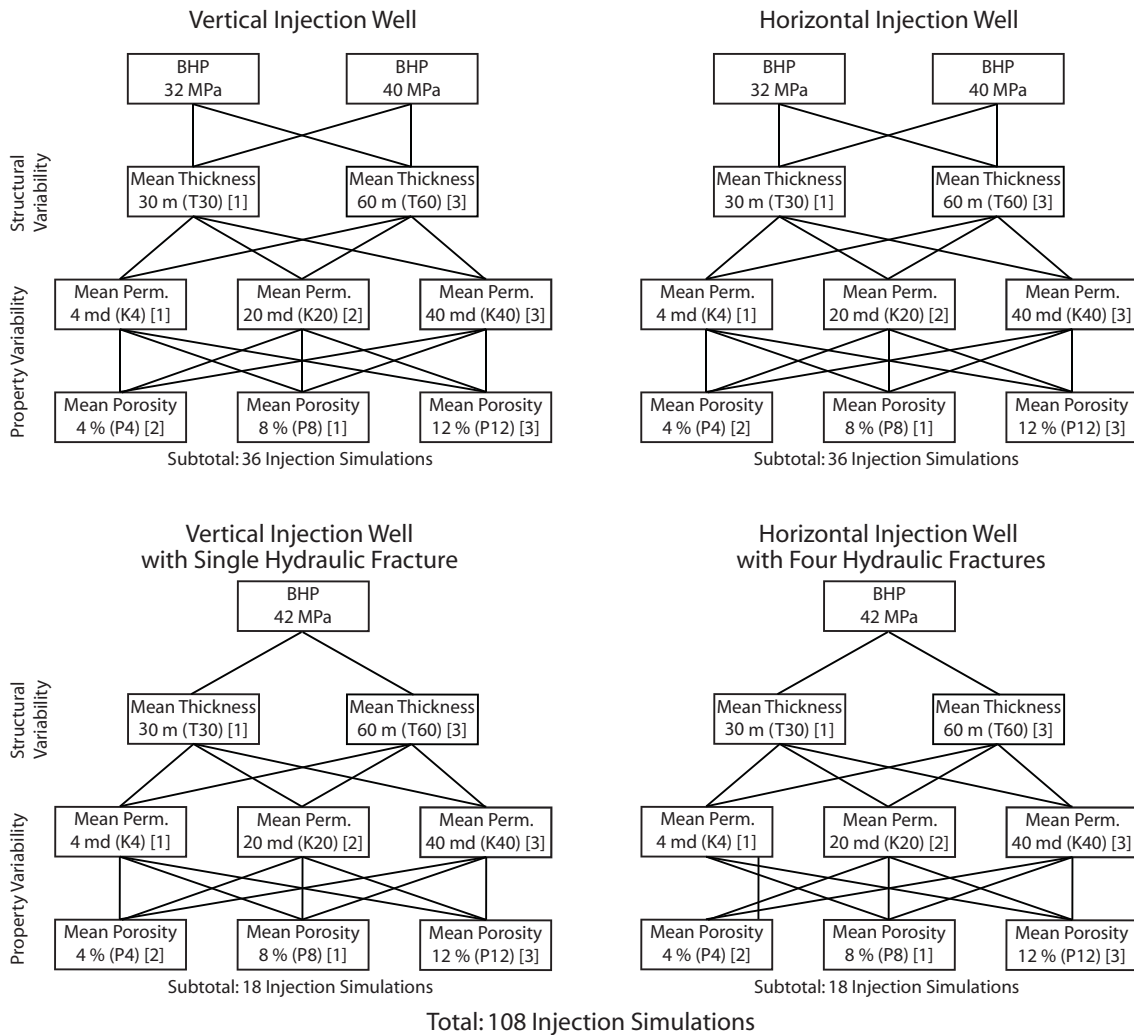 Vertical Injection Well
BHP
32 MPa
BHP
40 MPa
Structural
Variability
Mean Thickness
30 m (T30) [1]
Mean Thickness
60 m (T60) [3]
Property Variability
Mean Perm.
4 md (K4) [1]
Mean Perm.
20 md (K20) [2]
Mean Perm.
40 md (K40) [3]
Mean Porosity
4 % (P4) [2]
Mean Porosity
8 % (P8) [1]
Mean Porosity
12 % (P12) [3]
Subtotal: 36 Injection Simulations
Horizontal Injection Well
BHP
32 MPa
BHP
40 MPa
Mean Thickness
30 m (T30) [1]
Mean Thickness
60 m (T60) [3]
Mean Perm.
4 md (K4) [1]
Mean Perm.
20 md (K20) [2]
Mean Perm.
40 md (K40) [3]
Mean Porosity
4 % (P4) [2]
Mean Porosity
8 % (P8) [1]
Mean Porosity
12 % (P12) [3]
Subtotal: 36 Injection Simulations
Vertical Injection Well
with Single Hydraulic Fracture
BHP
42 MPa
Structural
Variability
Mean Thickness
30 m (T30) [1]
Mean Thickness
60 m (T60) [3]
Property Variability
Mean Perm.
4 md (K4) [1]
Mean Perm.
20 md (K20) [2]
Mean Perm.
40 md (K40) [3]
Mean Porosity
4 % (P4) [2]
Mean Porosity
8 % (P8) [1]
Mean Porosity
12 % (P12) [3]
Subtotal: 18 Injection Simulations
Horizontal Injection Well
with Four Hydraulic Fractures
BHP
42 MPa
Mean Thickness
30 m (T30) [1]
Mean Thickness
60 m (T60) [3]
Mean Perm.
4 md (K4) [1]
Mean Perm.
20 md (K20) [2]
Mean Perm.
40 md (K40) [3]
Mean Porosity
4 % (P4) [2]
Mean Porosity
8 % (P8) [1]
Mean Porosity
12 % (P12) [3]
Subtotal: 18 Injection Simulations
Total: 108 Injection Simulations